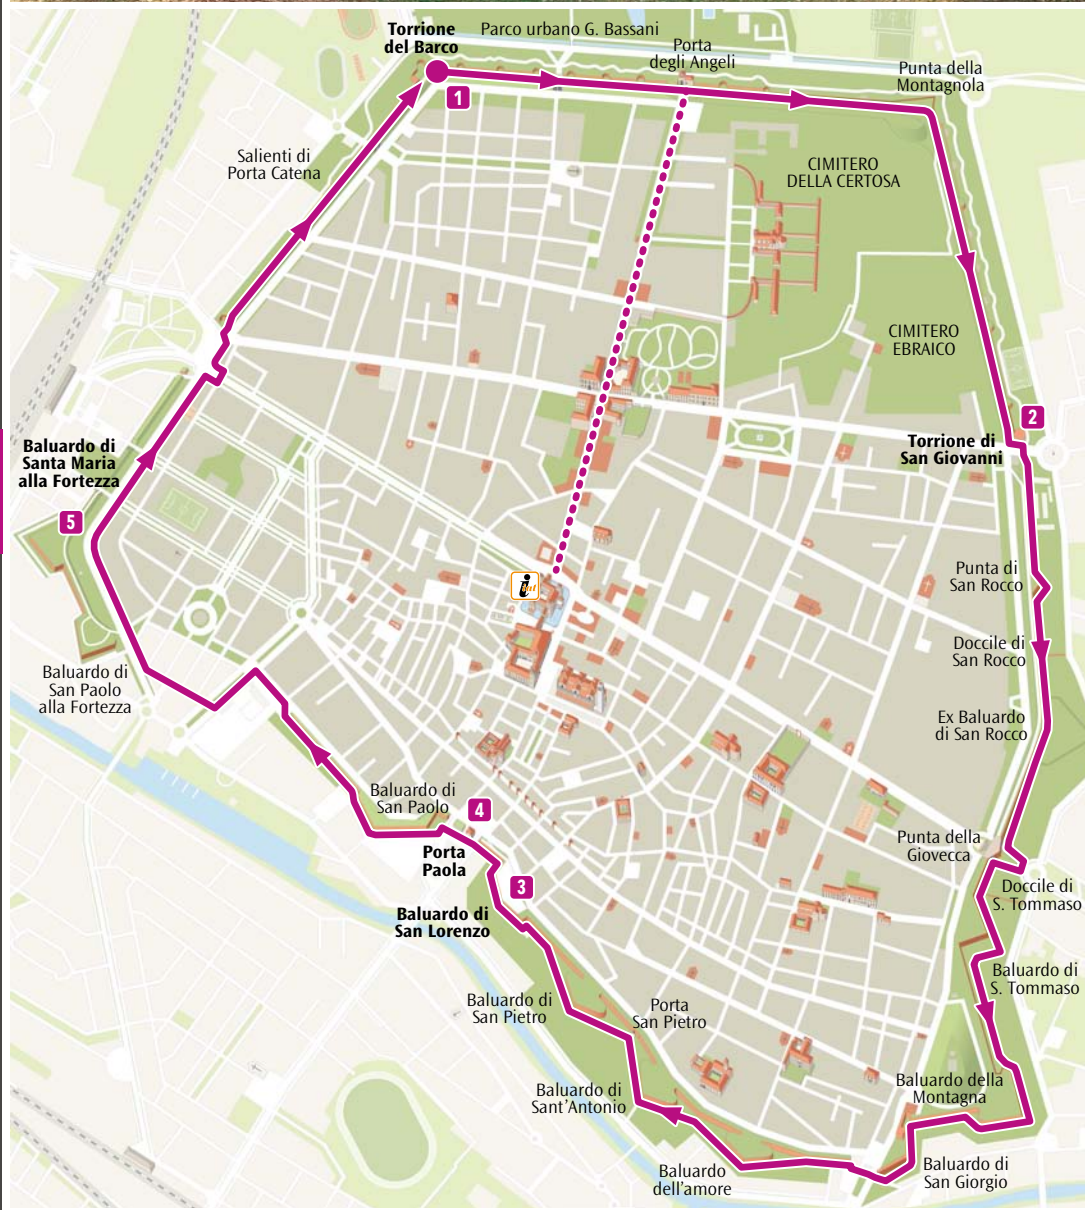 Torrione
del Barco
Parco urbano G. Bassani
Porta
degli Angeli
Punta della
Montagnola
1
Salienti di
Porta Catena
CIMITERO
DELLA CERTOSA
CIMITERO
EBRAICO
2
Torrione di
San Giovanni
Baluardo di
Santa Maria
alla Fortezza
5
Punta di
San Rocco
i
Doccile di
San Rocco
Baluardo di
San Paolo
alla Fortezza
Ex Baluardo
di San Rocco
Baluardo di
San Paolo
4
Porta
Paola
Punta della
Giovecca
3
Doccile di
S. Tommaso
Baluardo di
San Lorenzo
Baluardo di
S. Tommaso
Baluardo di
San Pietro
Porta
San Pietro
Baluardo di
Sant'Antonio
Baluardo della
Montagna
Baluardo
dell'amore
Baluardo di
San Giorgio